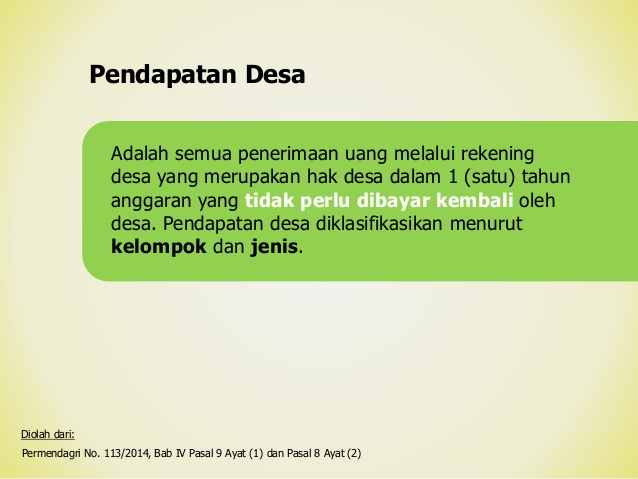 Pendapatan Desa
Adalah semua penerimaan uang melalui rekening
desa yang merupakan hak desa dalam 1 (satu) tahun
anggaran yang tidak perlu dibayar kembali oleh
desa. Pendapatan desa diklasifikasikan menurut
kelompok dan jenis.
Diolah dari:
Permendagri No. 113/2014, Bab IV Pasal 9 Ayat (1) dan Pasal 8 Ayat (2)